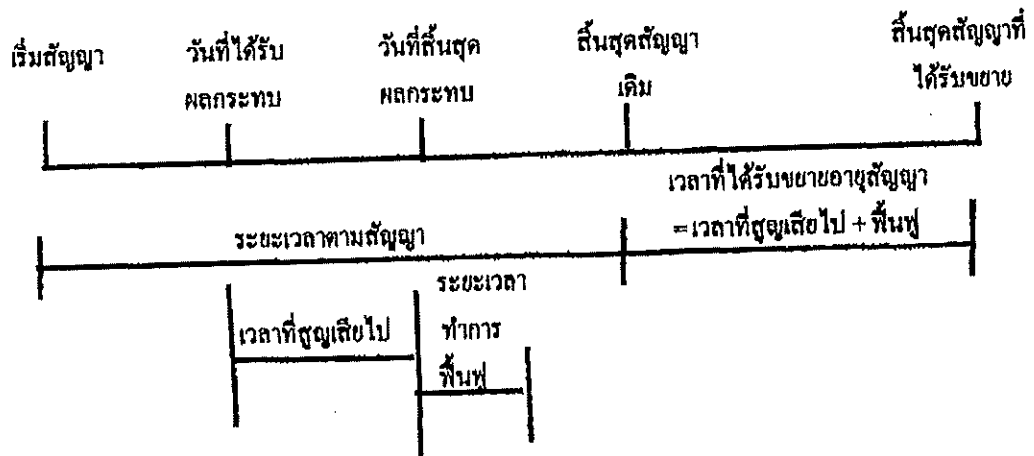 เริ่มสัญญา
วันที่ได้รับ
ผลกระทบ
วันที่สิ้นสุด
ผลกระทบ
สิ้นสุดสัญญา
เดิม
สิ้นสุดสัญญาที่
ได้รับขยาย
เวลาที่ได้รับขยายอายุสัญญา
=เวลาที่สูญเสียไป + ฟื้นฟู
ระยะเวลาตามสัญญา
เวลาที่สูญเสียไป
ระยะเวลา
ทำการ
ฟื้นฟู